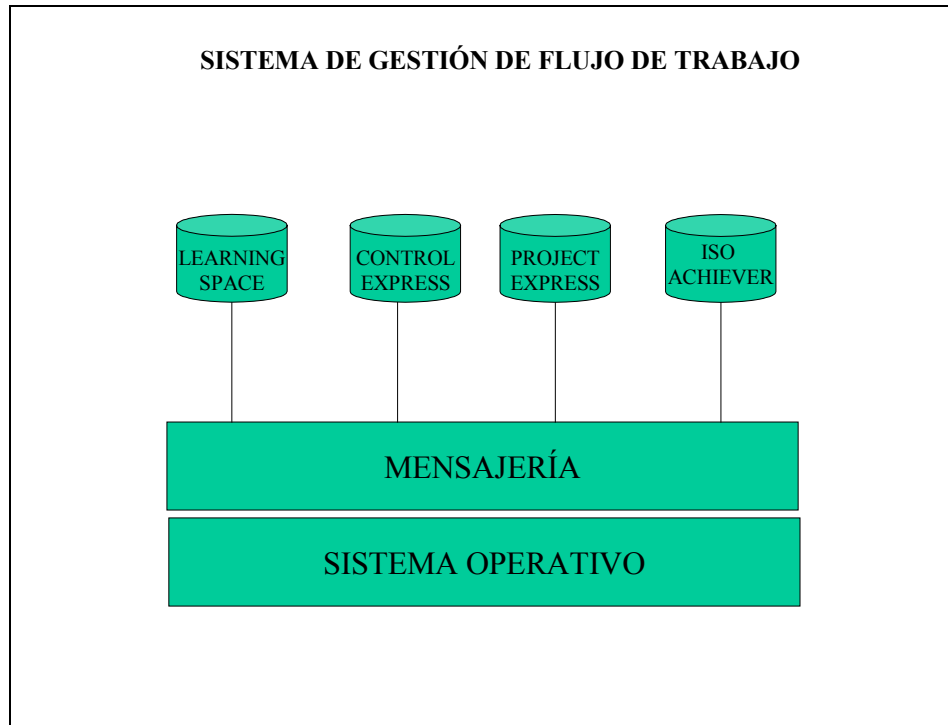 SISTEMA DE GESTIÓN DE FLUJO DE TRABAJO
LEARNING
SPACE
CONTROL
EXPRESS
PROJECT
EXPRESS
ISO
ACHIEVER
MENSAJERÍA
SISTEMA OPERATIVO